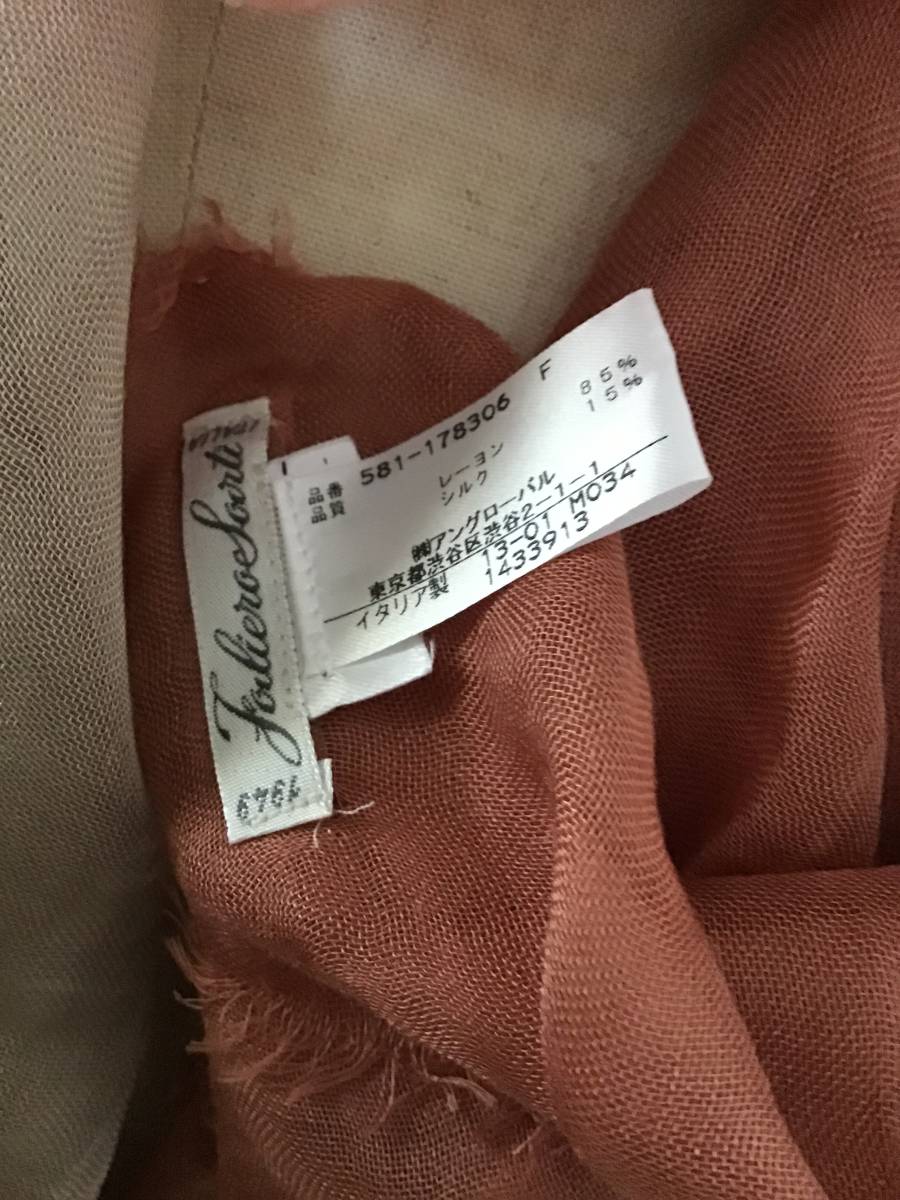 Faliero Sarti
1949
ITALIA
品番 581-178306 F
品質 レーヨン 85%
シルク 15%
㈱アングローバル
東京都渋谷区渋谷2-1-1
イタリア製 13-01 M034
1433913